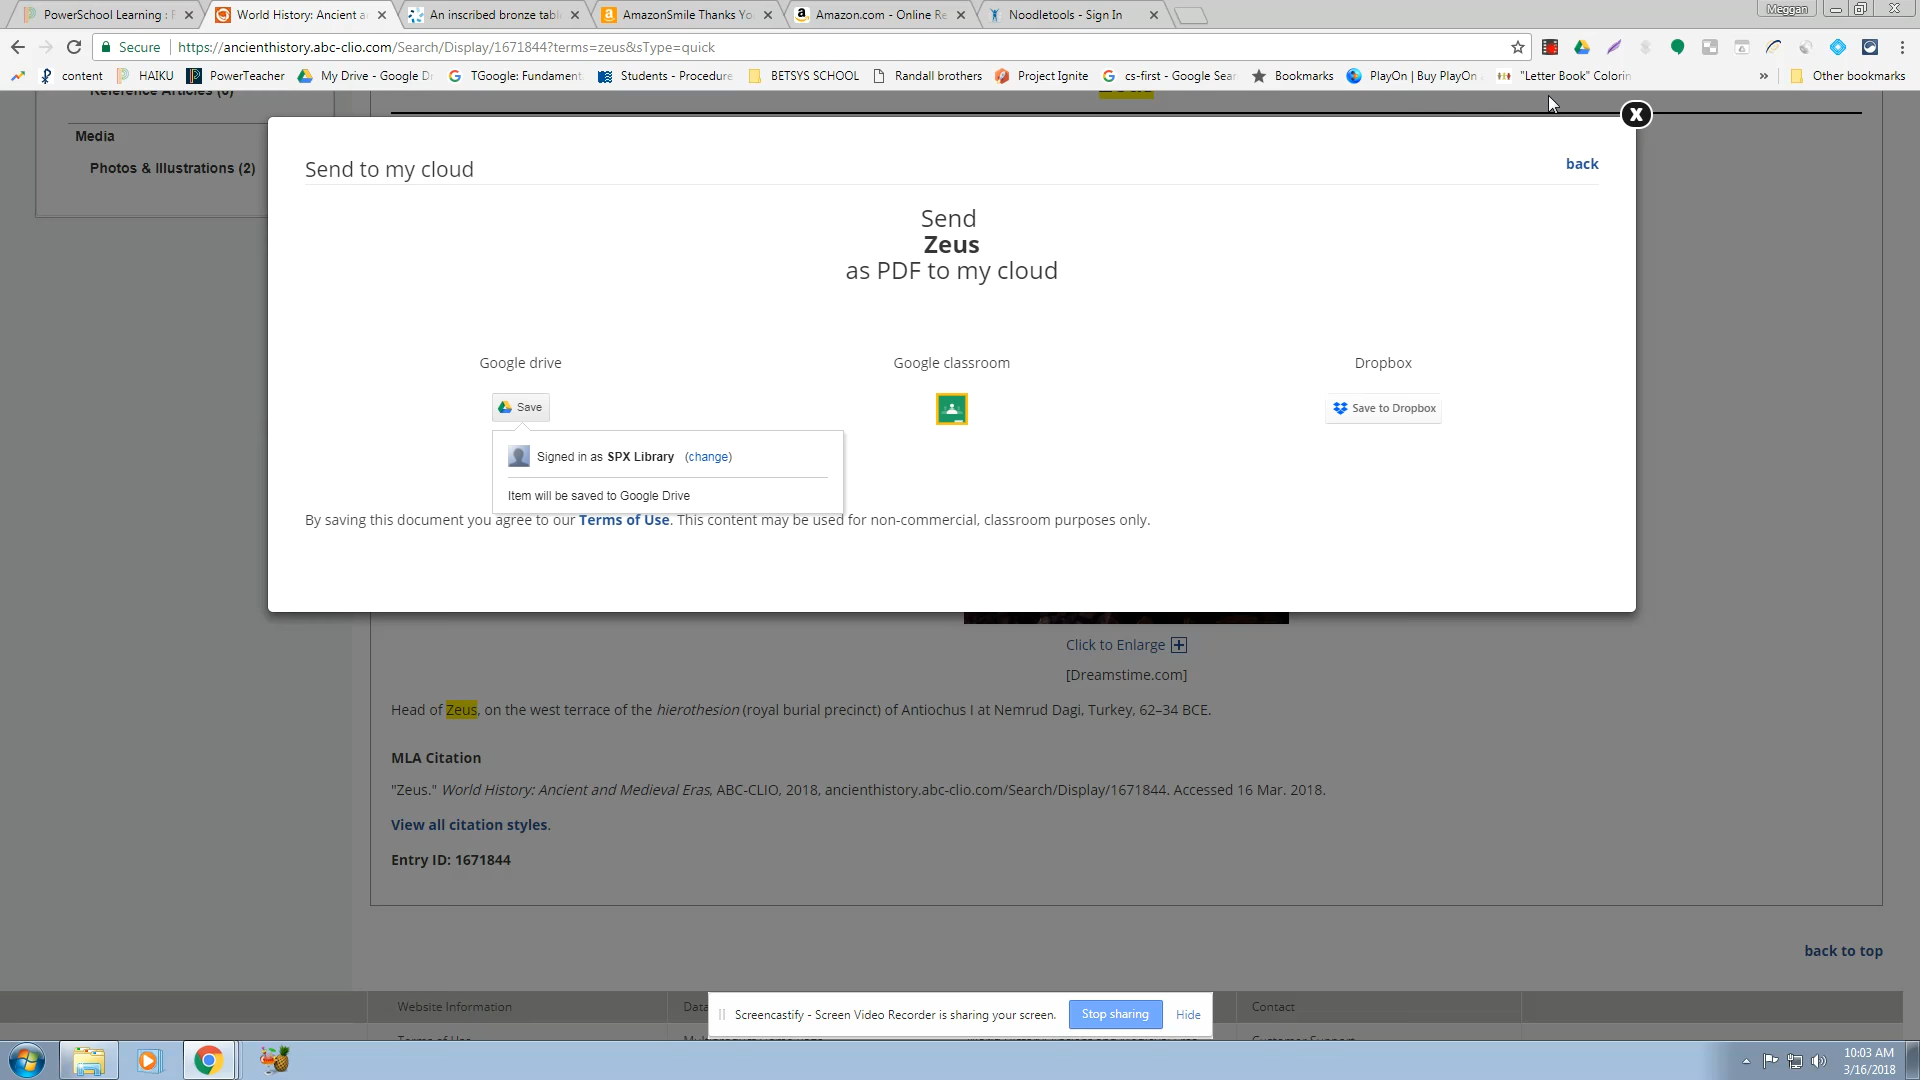 Meggan
PowerSchool Learning : F
World History: Ancient a
An inscribed bronze tabl
AmazonSmile Thanks Yo
Amazon.com - Online Re
Noodletools - Sign In
Secure
https://ancienthistory.abc-clio.com/Search/Display/1671844?terms=zeus&sType=quick
content
HAIKU
PowerTeacher
My Drive - Google Dr
TGoogle: Fundament
Students - Procedure
BETSYS SCHOOL
Randall brothers
Project Ignite
cs-first - Google Sear
Bookmarks
PlayOn | Buy PlayOn
"Letter Book" Colorin
»
Other bookmarks
Reference Articles (6)
Media
Photos & Illustrations (2)
X
Send to my cloud
back
Send
Zeus
as PDF to my cloud
Google drive
Google classroom
Dropbox
Save
Save to Dropbox
Signed in as SPX Library (change)
Item will be saved to Google Drive
By saving this document you agree to our Terms of Use. This content may be used for non-commercial, classroom purposes only.
Click to Enlarge
[Dreamstime.com]
Head of Zeus, on the west terrace of the hierothesion (royal burial precinct) of Antiochus I at Nemrud Dagi, Turkey, 62–34 BCE.
MLA Citation
"Zeus." World History: Ancient and Medieval Eras, ABC-CLIO, 2018, ancienthistory.abc-clio.com/Search/Display/1671844. Accessed 16 Mar. 2018.
View all citation styles.
Entry ID: 1671844
back to top
Website Information
Data
Contact
Screencastify - Screen Video Recorder is sharing your screen.
Stop sharing
Hide
Terms of Use
Customer Support
10:03 AM
3/16/2018